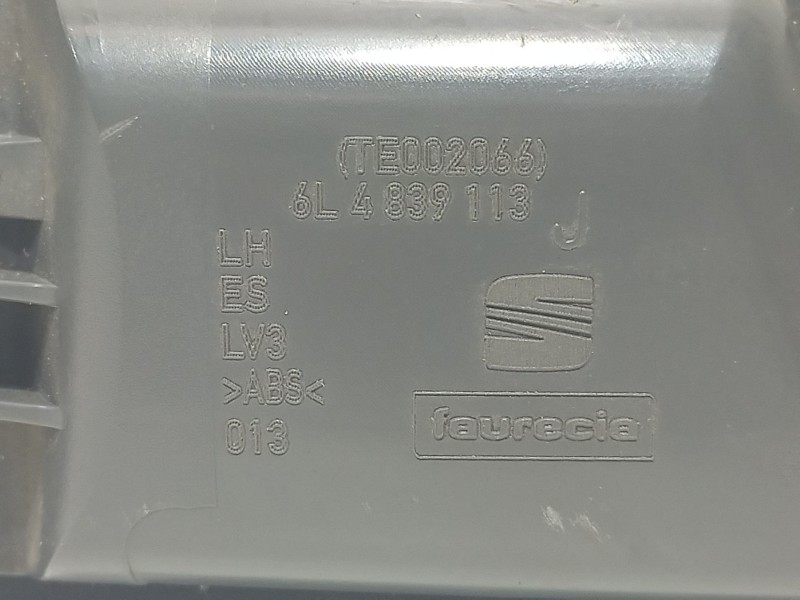 (TE002066)
6L 4 839 113
J
LH
ES
LV3
>ABS<
013
faurecia